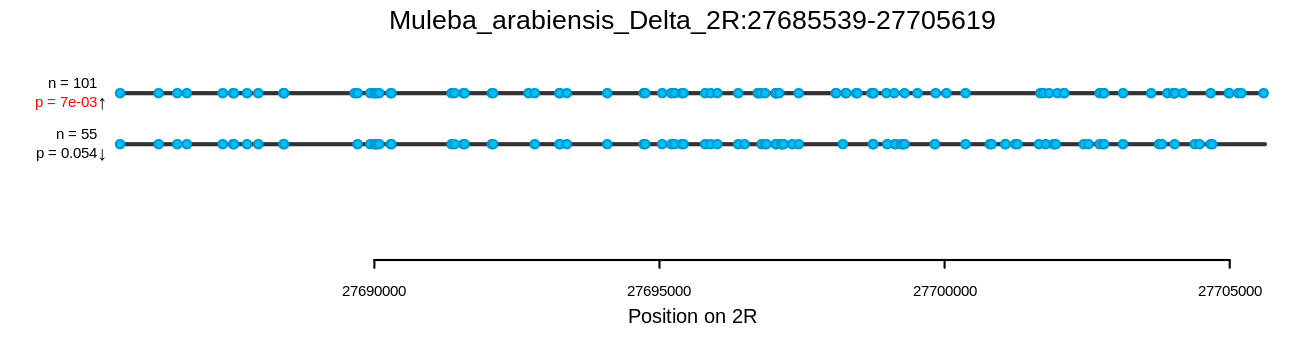 Muleba_arabiensis_Delta_2R:27685539-27705619
n = 101
p = 7e-03↑
n = 55
p = 0.054↓
27690000 27695000 27700000 27705000
Position on 2R